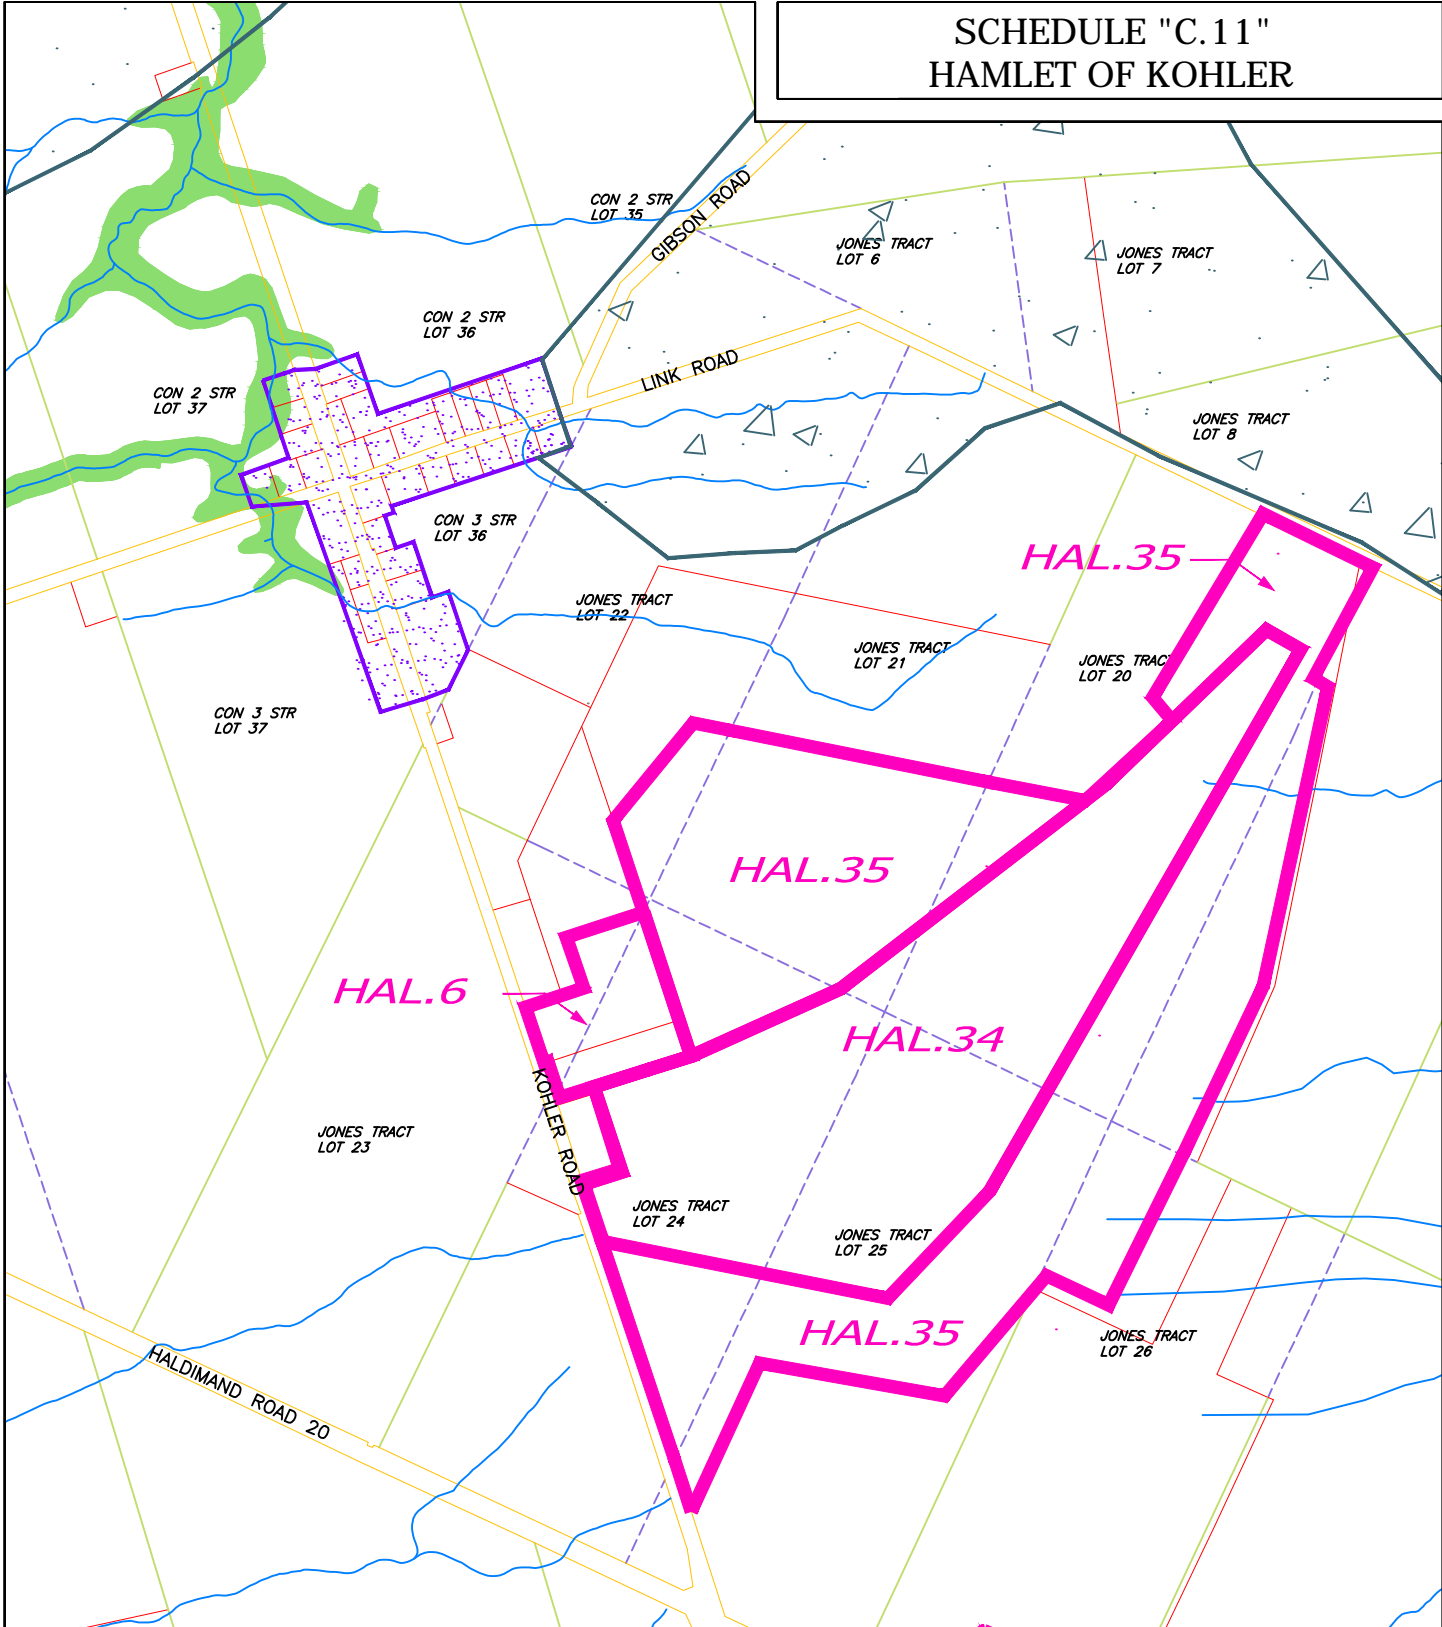 SCHEDULE "C.11"
HAMLET OF KOHLER
CON 2 STR
LOT 35
GIBSON ROAD
JONES TRACT
LOT 6
JONES TRACT
LOT 7
CON 2 STR
LOT 36
LINK ROAD
CON 2 STR
LOT 37
JONES TRACT
LOT 8
CON 3 STR
LOT 36
HAL.35
JONES TRACT
LOT 22
JONES TRACT
LOT 21
JONES TRACT
LOT 20
CON 3 STR
LOT 37
HAL.35
HAL.6
HAL.34
KOHLER ROAD
JONES TRACT
LOT 23
JONES TRACT
LOT 24
JONES TRACT
LOT 25
HAL.35
JONES TRACT
LOT 26
HALDIMAND ROAD 20